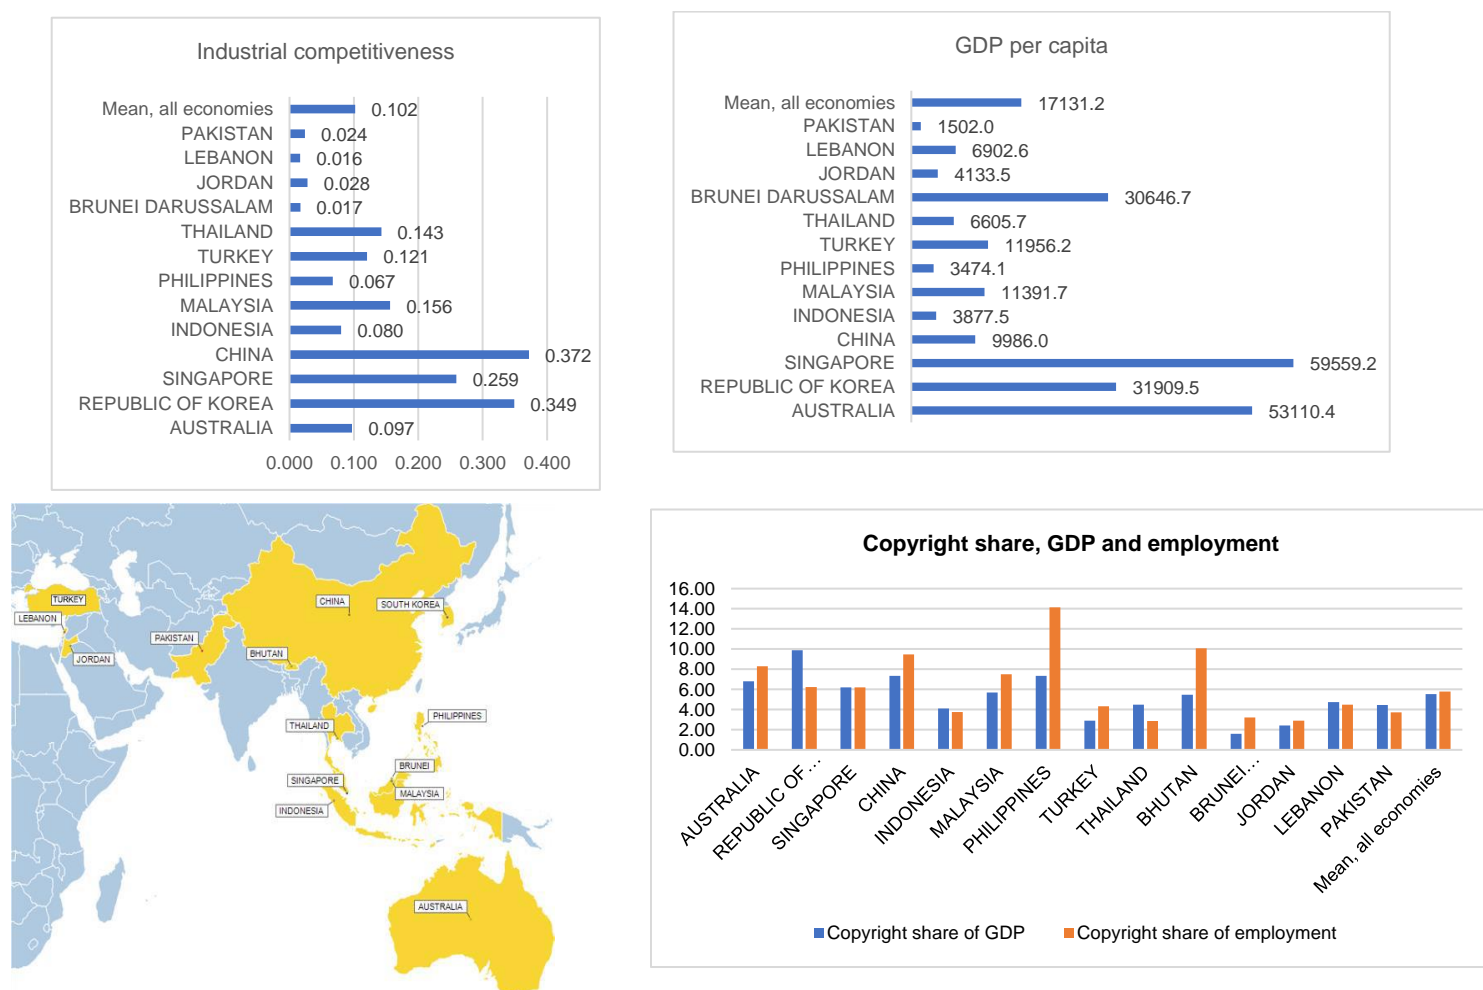 Industrial competitiveness
Mean, all economies 0.102
PAKISTAN 0.024
LEBANON 0.016
JORDAN 0.028
BRUNEI DARUSSALAM 0.017
THAILAND 0.143
TURKEY 0.121
PHILIPPINES 0.067
MALAYSIA 0.156
INDONESIA 0.080
CHINA 0.372
SINGAPORE 0.259
REPUBLIC OF KOREA 0.349
AUSTRALIA 0.097
0.000 0.100 0.200 0.300 0.400
GDP per capita
Mean, all economies 17131.2
PAKISTAN 1502.0
LEBANON 6902.6
JORDAN 4133.5
BRUNEI DARUSSALAM 30646.7
THAILAND 6605.7
TURKEY 11956.2
PHILIPPINES 3474.1
MALAYSIA 11391.7
INDONESIA 3877.5
CHINA 9986.0
SINGAPORE 59559.2
REPUBLIC OF KOREA 31909.5
AUSTRALIA 53110.4
TURKEY
CHINA
SOUTH KOREA
LEBANON
PAKISTAN
JORDAN
BHUTAN
PHILIPPINES
THAILAND
BRUNEI
SINGAPORE
MALAYSIA
INDONESIA
AUSTRALIA
Copyright share, GDP and employment
16.00
14.00
12.00
10.00
8.00
6.00
4.00
2.00
0.00
AUSTRALIA
REPUBLIC OF…
SINGAPORE
CHINA
INDONESIA
MALAYSIA
PHILIPPINES
TURKEY
THAILAND
BHUTAN
BRUNEI…
JORDAN
LEBANON
PAKISTAN
Mean, all economies
Copyright share of GDP
Copyright share of employment